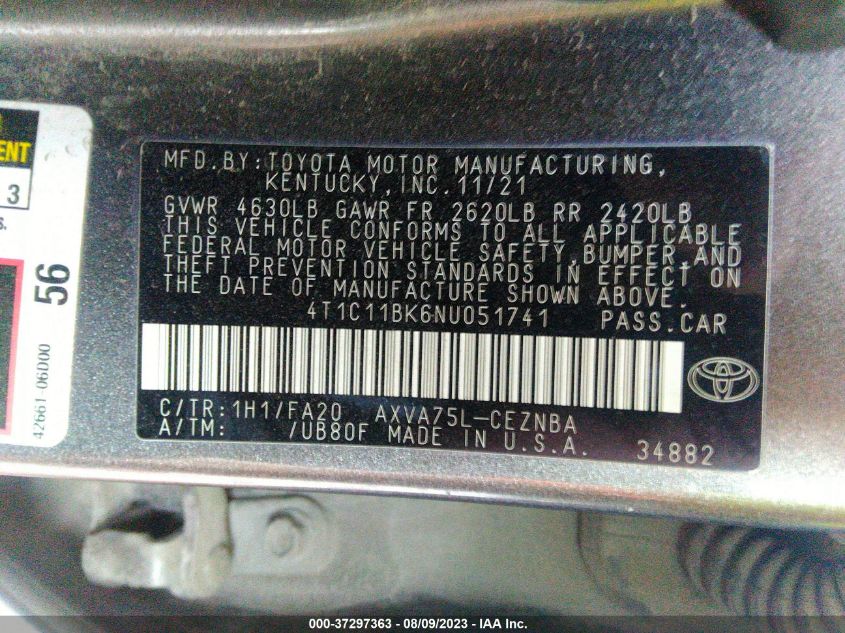 MENT
3
S.
56
42661-06D00
MFD.BY:TOYOTA MOTOR MANUFACTURING,
KENTUCKY,INC.11/21
GVWR 4630LB GAWR FR 2620LB RR 2420LB
THIS VEHICLE CONFORMS TO ALL APPLICABLE
FEDERAL MOTOR VEHICLE SAFETY,BUMPER,AND
THEFT PREVENTION STANDARDS IN EFFECT ON
THE DATE OF MANUFACTURE SHOWN ABOVE.
4T1C11BK6NU051741 PASS.CAR
C/TR:1H1/FA20 AXVA75L-CEZNBA
A/TM: /UB80F MADE IN U.S.A. 34882
000-37297363 - 08/09/2023 - IAA Inc.